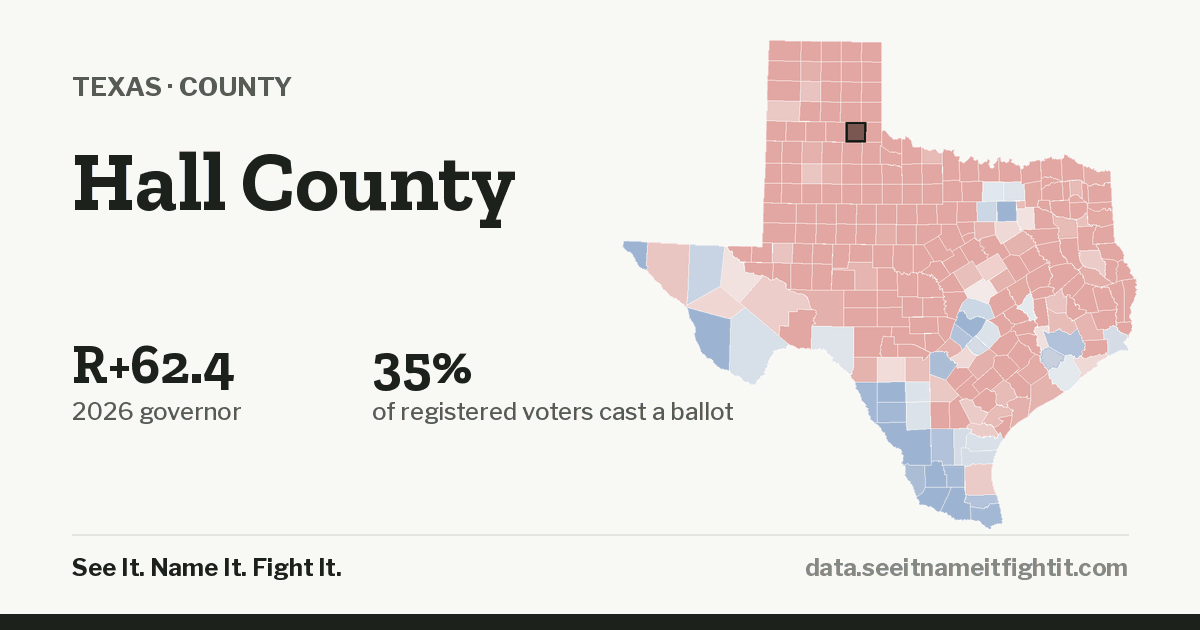 TEXAS · COUNTY
Hall County
R+62.4
2026 governor
35%
of registered voters cast a ballot
See It. Name It. Fight It.
data.seeitnameitfightit.com